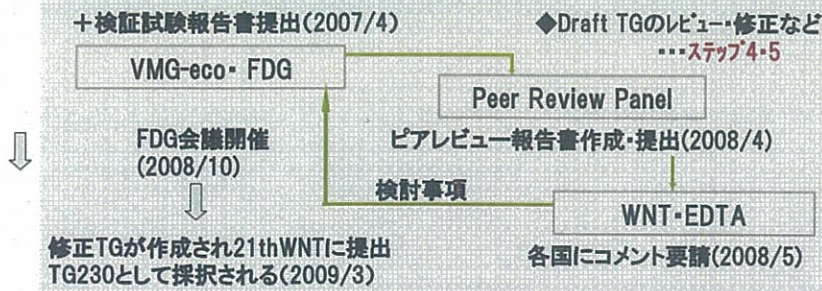 ＋検証試験報告書提出(2007/4)
◆Draft TGのレビュー・修正など
・・・ステップ4・5
VMG-eco・FDG
Peer Review Panel
FDG会議開催
(2008/10)
ピアレビュー報告書作成・提出(2008/4)
検討事項
WNT・EDTA
修正TGが作成され21thWNTに提出
TG230として採択される(2009/3)
各国にコメント要請(2008/5)